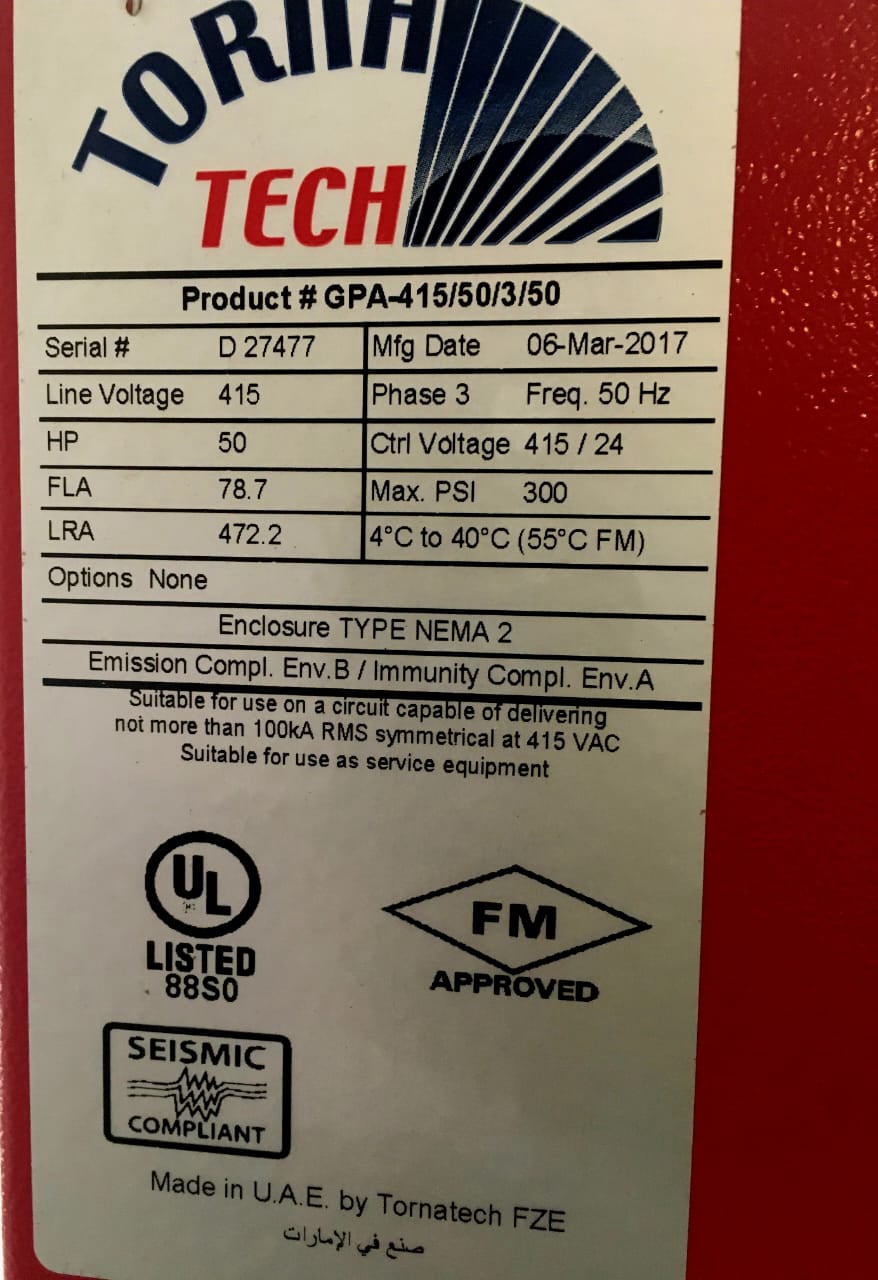 TORNA
TECH
Product # GPA-415/50/3/50
Serial # D 27477 Mfg Date 06-Mar-2017
Line Voltage 415 Phase 3 Freq. 50 Hz
HP 50 Ctrl Voltage 415 / 24
FLA 78.7 Max. PSI 300
LRA 472.2 4°C to 40°C (55°C FM)
Options None
Enclosure TYPE NEMA 2
Emission Compl. Env.B / Immunity Compl. Env.A
Suitable for use on a circuit capable of delivering
not more than 100kA RMS symmetrical at 415 VAC
Suitable for use as service equipment
UL
LISTED
88S0
FM
APPROVED
SEISMIC
COMPLIANT
Made in U.A.E. by Tornatech FZE
صنع في الإمارات